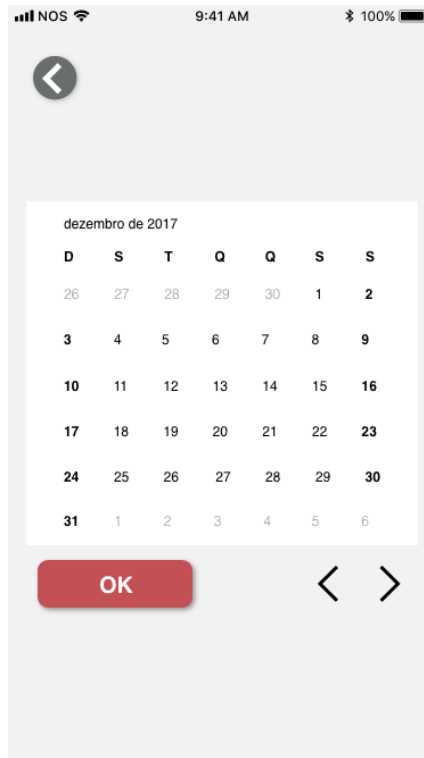 NOS 9:41 AM 100%
dezembro de 2017
D S T Q Q S S
26 27 28 29 30 1 2
3 4 5 6 7 8 9
10 11 12 13 14 15 16
17 18 19 20 21 22 23
24 25 26 27 28 29 30
31 1 2 3 4 5 6
OK